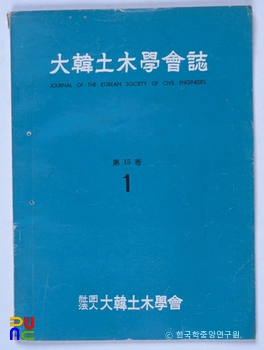 大韓土木學會誌
JOURNAL OF THE KOREAN SOCIETY OF CIVIL ENGINEERS
第 15 卷
1
社團法人 大韓土木學會
© 한국학중앙연구원